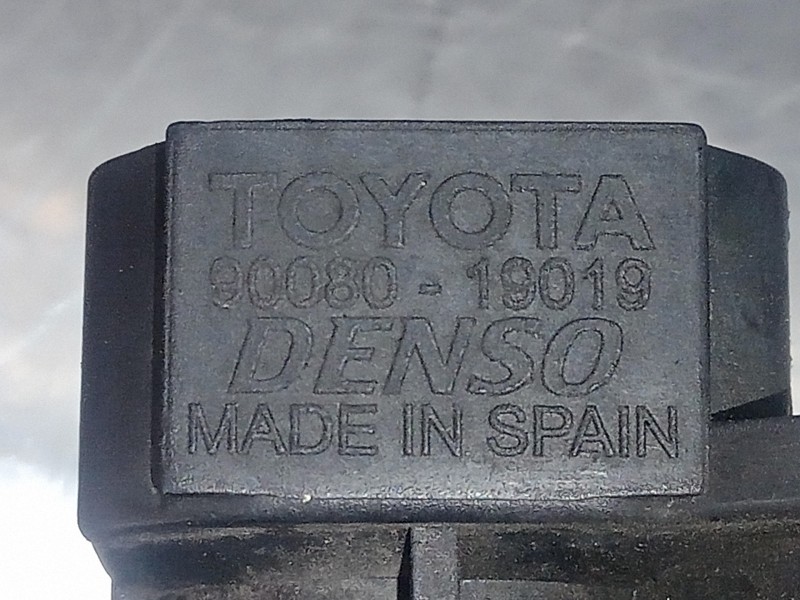 TOYOTA
90080-19019
DENSO
MADE IN SPAIN